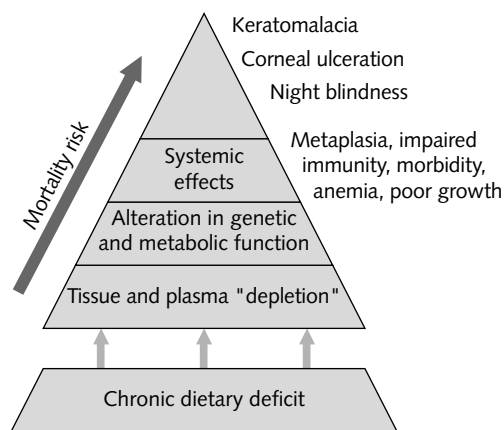 Keratomalacia
Corneal ulceration
Night blindness
Mortality risk
Metaplasia, impaired
immunity, morbidity,
anemia, poor growth
Systemic
effects
Alteration in genetic
and metabolic function
Tissue and plasma "depletion"
Chronic dietary deficit